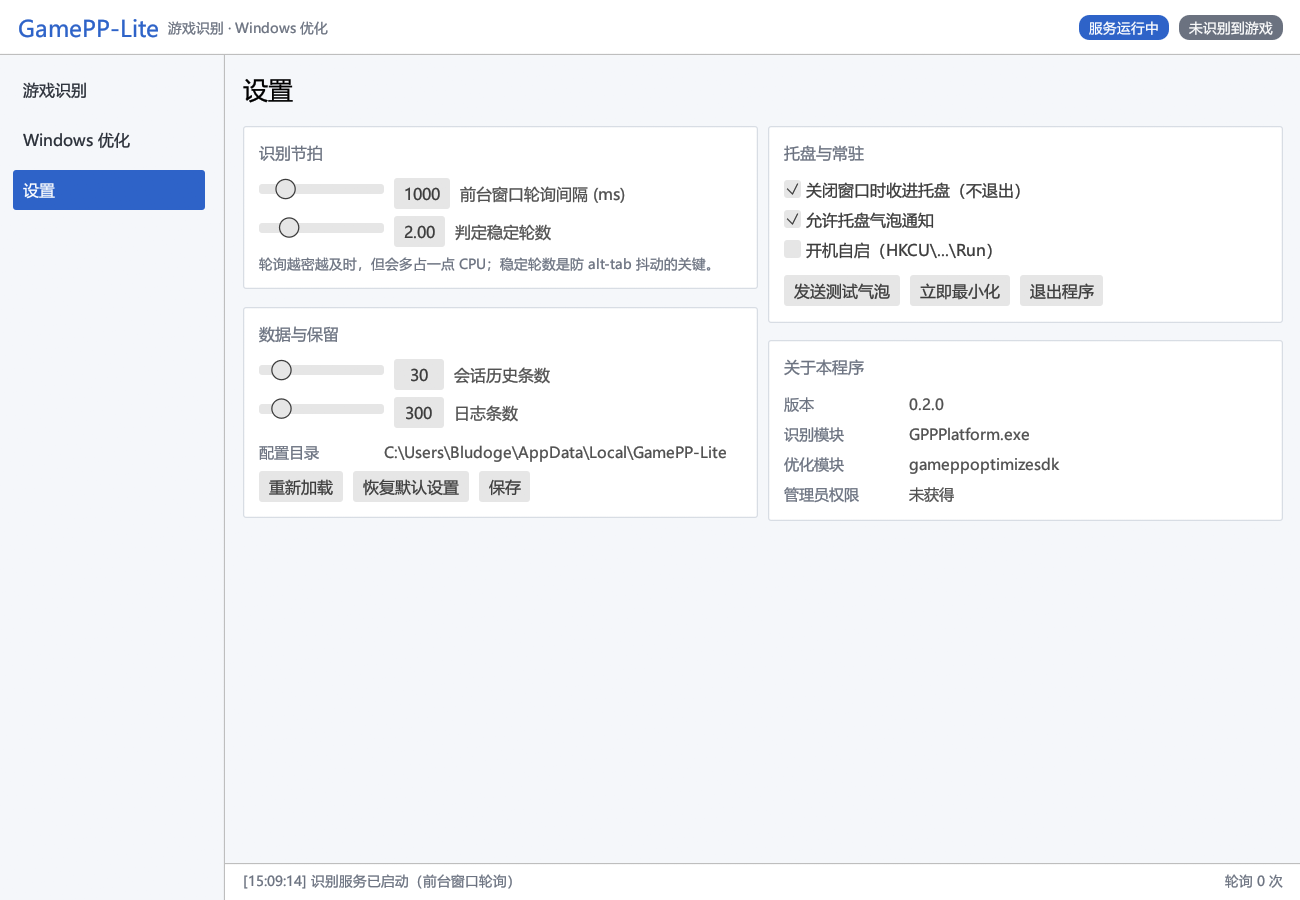 GamePP-Lite 游戏识别 · Windows 优化
服务运行中 未识别到游戏
游戏识别
Windows 优化
设置
设置
识别节拍
1000 前台窗口轮询间隔 (ms)
2.00 判定稳定轮数
轮询越密越及时，但会多占一点 CPU；稳定轮数是防 alt-tab 抖动的关键。
数据与保留
30 会话历史条数
300 日志条数
配置目录 C:\Users\Bludoge\AppData\Local\GamePP-Lite
重新加载 恢复默认设置 保存
托盘与常驻
关闭窗口时收进托盘（不退出）
允许托盘气泡通知
开机自启（HKCU\...\Run）
发送测试气泡 立即最小化 退出程序
关于本程序
版本 0.2.0
识别模块 GPPPlatform.exe
优化模块 gameppoptimizesdk
管理员权限 未获得
[15:09:14] 识别服务已启动（前台窗口轮询）
轮询 0 次